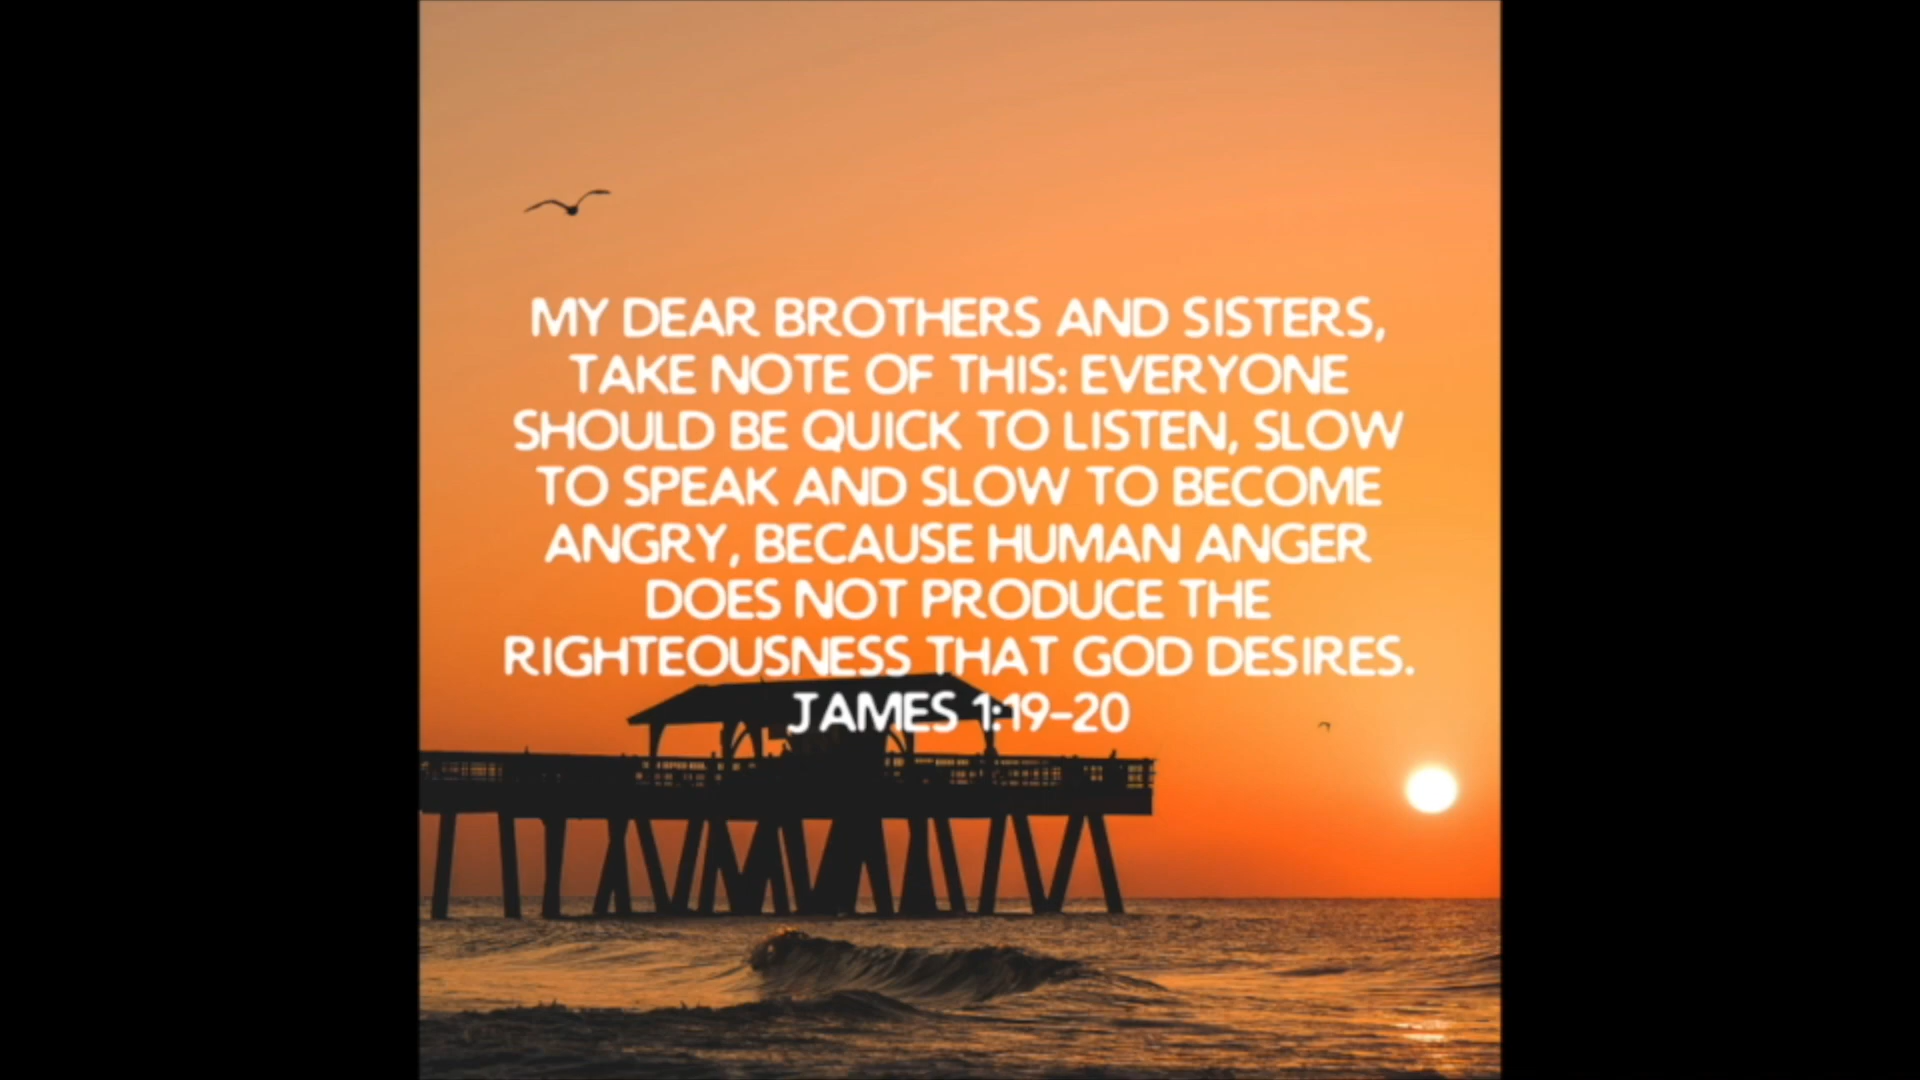 MY DEAR BROTHERS AND SISTERS,
TAKE NOTE OF THIS: EVERYONE
SHOULD BE QUICK TO LISTEN, SLOW
TO SPEAK AND SLOW TO BECOME
ANGRY, BECAUSE HUMAN ANGER
DOES NOT PRODUCE THE
RIGHTEOUSNESS THAT GOD DESIRES.
JAMES 1:19-20